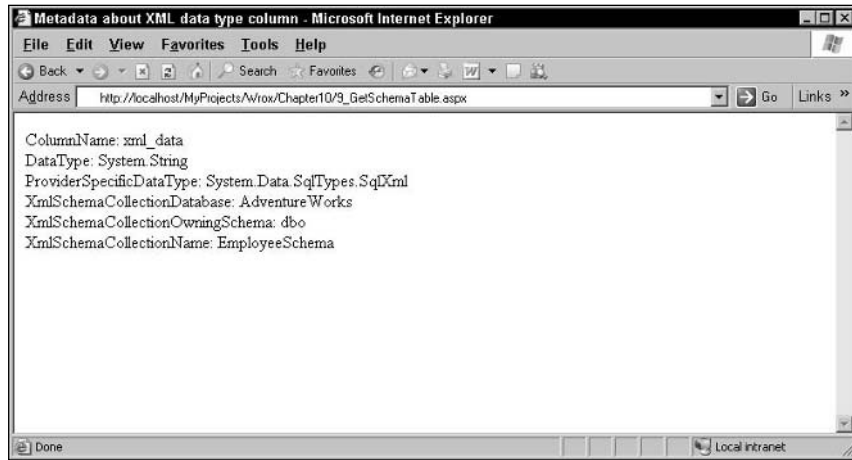 Metadata about XML data type column - Microsoft Internet Explorer
File Edit View Favorites Tools Help
Back Search Favorites
Address http://localhost/MyProjects/Wrox/Chapter10/9_GetSchemaTable.aspx Go Links »
ColumnName: xml_data
DataType: System.String
ProviderSpecificDataType: System.Data.SqlTypes.SqlXml
XmlSchemaCollectionDatabase: AdventureWorks
XmlSchemaCollectionOwningSchema: dbo
XmlSchemaCollectionName: EmployeeSchema
Done Local intranet